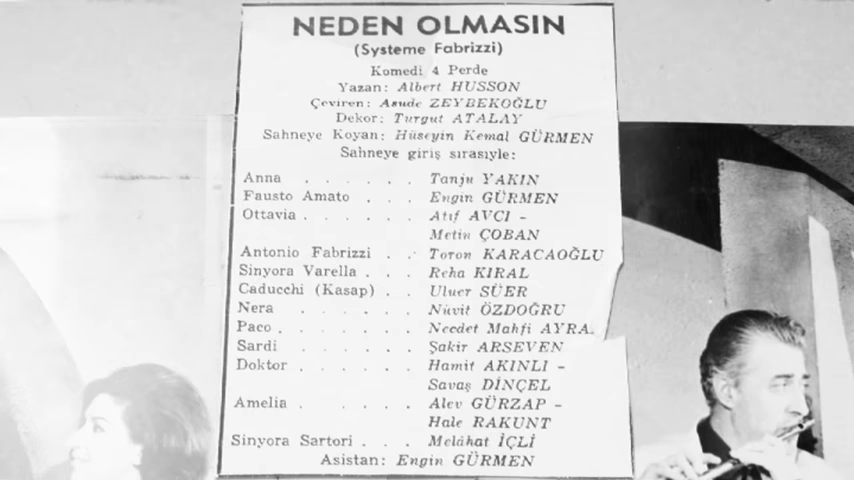 NEDEN OLMASIN
(Systeme Fabrizzi)
Komedi 4 Perde
Yazan: Albert HUSSON
Çeviren: Asude ZEYBEKOĞLU
Dekor: Turgut ATALAY
Sahneye Koyan: Hüseyin Kemal GÜRMEN
Sahneye giriş sırasiyle:
Anna . . . . . . Tanju YAKIN
Fausto Amato . . . Engin GÜRMEN
Ottavia . . . . . . Atıf AVCI -
Metin ÇOBAN
Antonio Fabrizzi . . Toron KARACAOĞLU
Sinyora Varella . . . Reha KIRAL
Caducchi (Kasap) . . Uluer SÜER
Nera . . . . . . Nüvit ÖZDOĞRU
Paco . . . . . . Necdet Mahfi AYRA
Sardi . . . . . . Şakir ARSEVEN
Doktor . . . . . . Hamit AKINLI -
Savaş DİNÇEL
Amelia . . . . . Alev GÜRZAP -
Hale RAKUNT
Sinyora Sartori . . . Melâhat İÇLİ
Asistan: Engin GÜRMEN